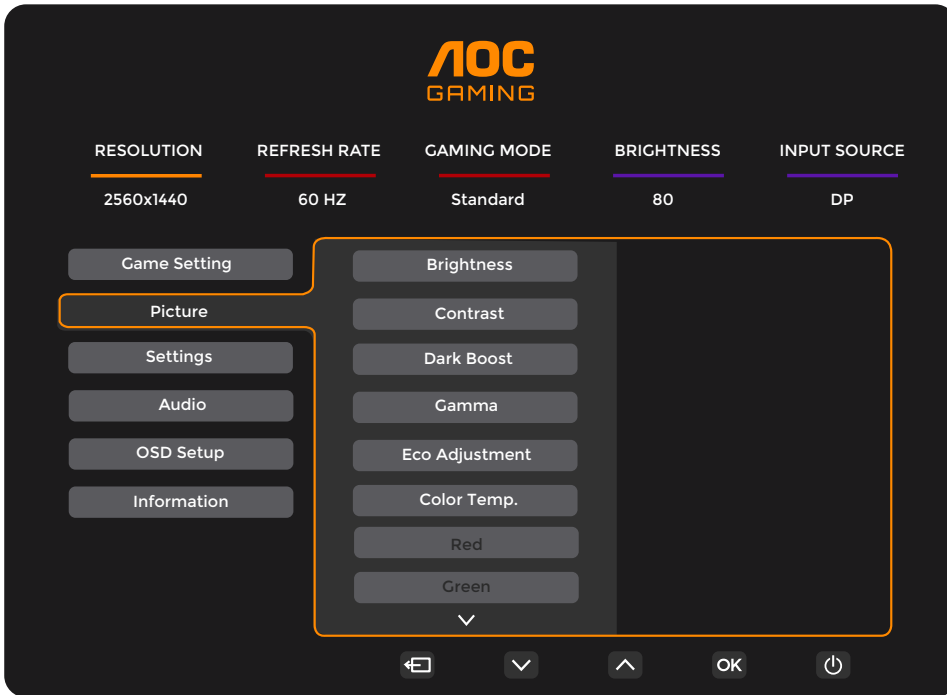 AOC
GAMING
RESOLUTION REFRESH RATE GAMING MODE BRIGHTNESS INPUT SOURCE
2560x1440 60 HZ Standard 80 DP
Game Setting
Picture
Settings
Audio
OSD Setup
Information
Brightness
Contrast
Dark Boost
Gamma
Eco Adjustment
Color Temp.
Red
Green
OK